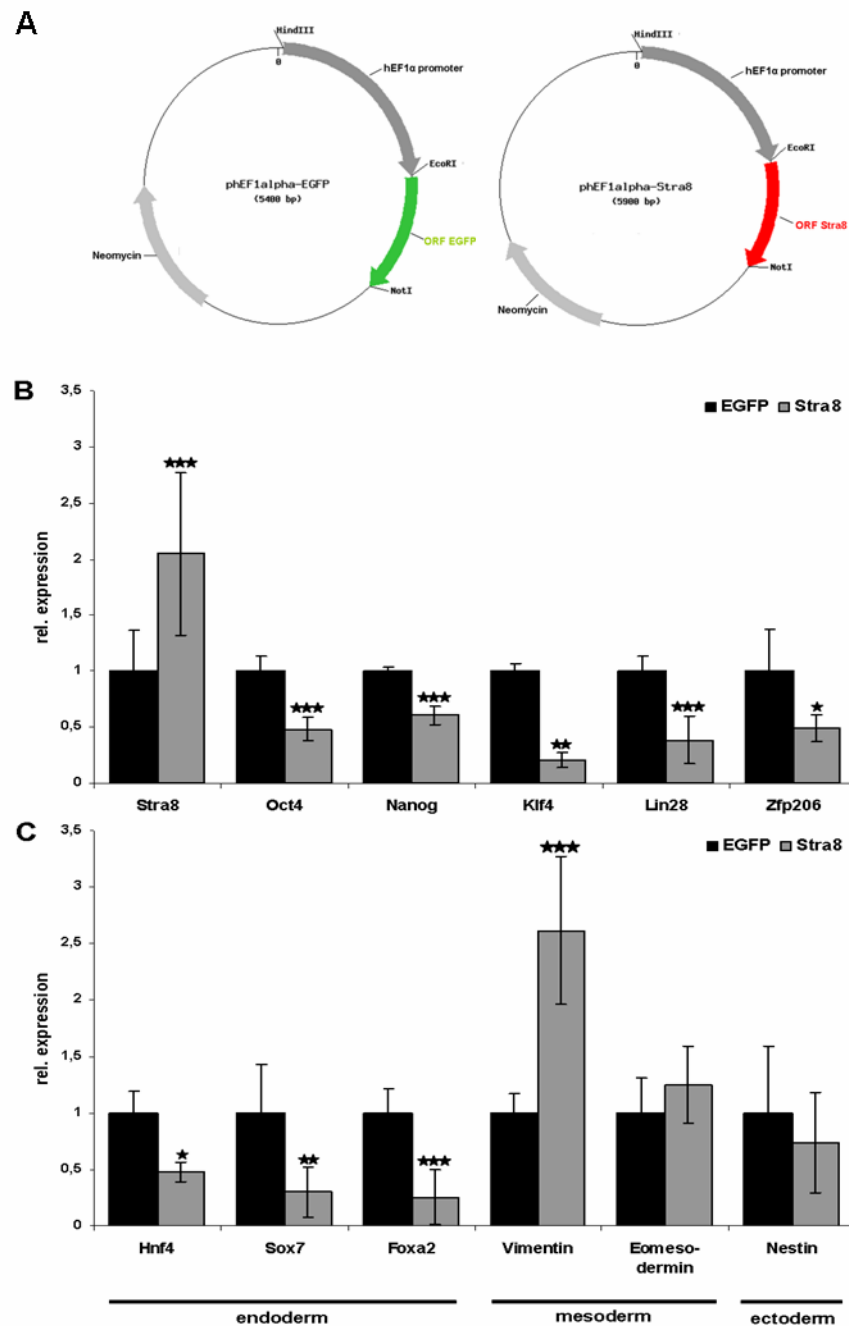 A
HindIII
0
hEF1α promoter
EcoRI
phEF1alpha-EGFP
(5400 bp)
ORF EGFP
Neomycin
NotI
HindIII
0
hEF1α promoter
EcoRI
phEF1alpha-Stra8
(5900 bp)
ORF Stra8
NotI
Neomycin
B
3,5
3
2,5
2
1,5
1
0,5
0
rel. expression
EGFP Stra8
★★★
★★★
★★★
★★
★★★
★
Stra8 Oct4 Nanog Klf4 Lin28 Zfp206
C
3,5
3
2,5
2
1,5
1
0,5
0
rel. expression
EGFP Stra8
★
★★
★★★
★★★
Hnf4 Sox7 Foxa2 Vimentin Eomeso- Nestin
dermin
endoderm mesoderm ectoderm